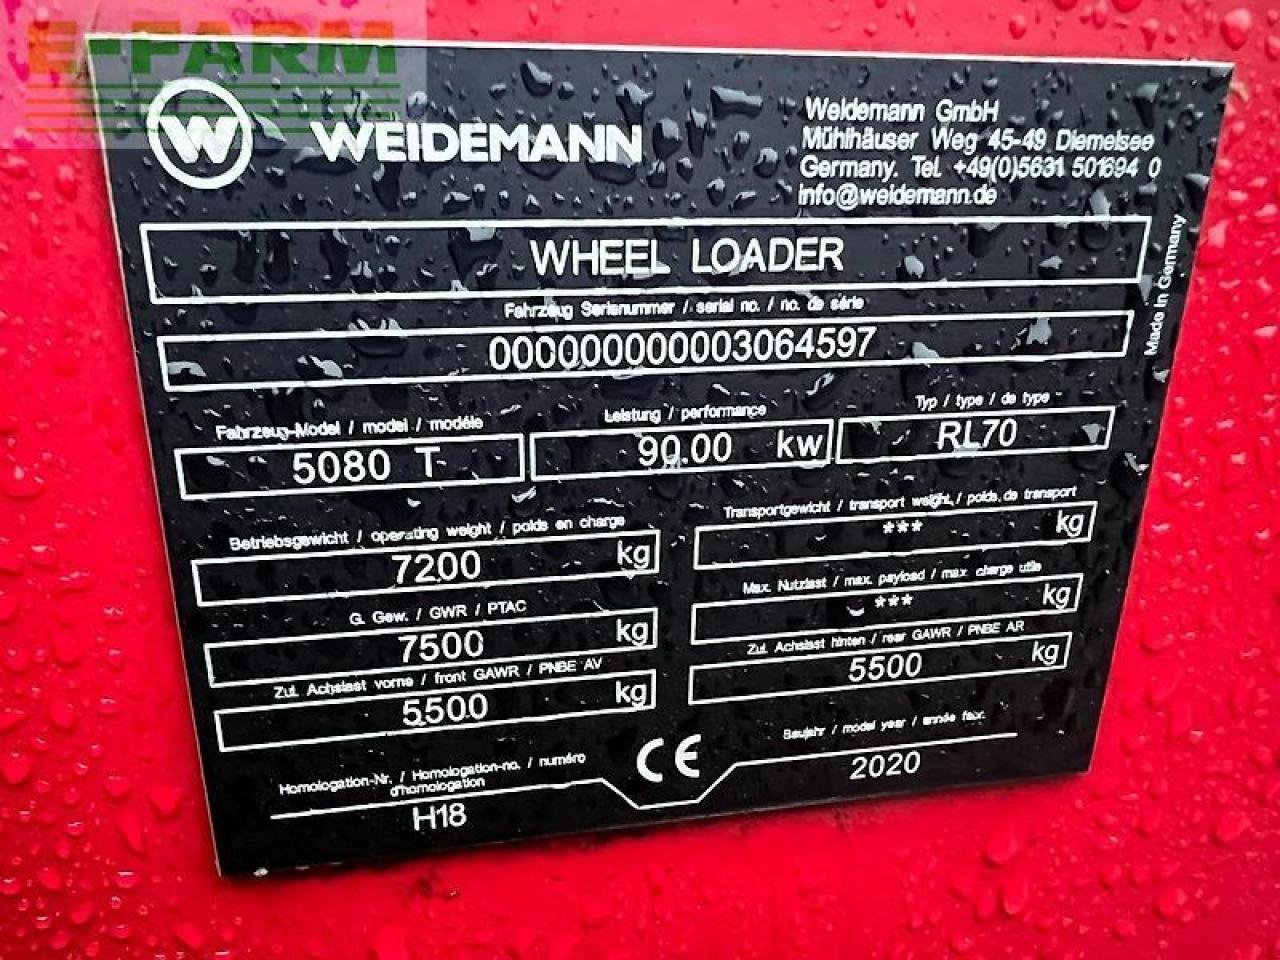 E-FARM
W WEIDEMANN
Weidemann GmbH
Mühlhäuser Weg 45-49 Diemelsee
Germany. Tel. +49(0)5631 501694 0
info@weidemann.de
WHEEL LOADER
Made in Germany
Fahrzeug Seriennummer / serial no. / no. de série
000000000003064597
Fahrzeug-Model / model / modéle
5080 T
Leistung / performance
90.00 kw
Typ / type / de type
RL70
Betriebsgewicht / operating weight / poids en charge
7200 kg
Transportgewicht / transport weight / poids de transport
*** kg
G. Gew. / GWR / PTAC
7500 kg
Max. Nutzlast / max. payload / max. charge utile
*** kg
Zul. Achslast vorne / front GAWR / PNBE AV
5500 kg
Zul. Achslast hinten / rear GAWR / PNBE AR
5500 kg
Homologation-Nr. / Homologation-no. / numéro
d'homologation
H18
CE
Baujahr / model year / année fabr.
2020